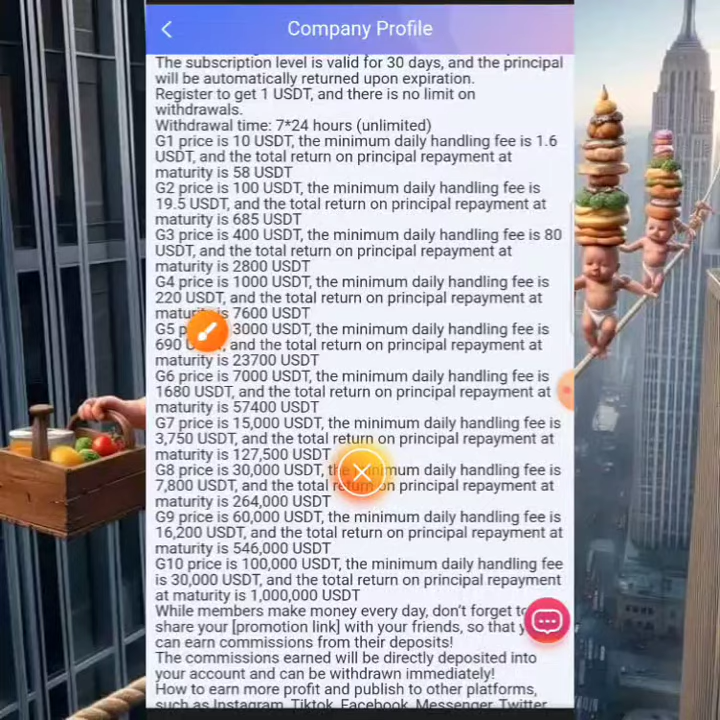 Company Profile
The subscription level is valid for 30 days, and the principal
will be automatically returned upon expiration.
Register to get 1 USDT, and there is no limit on
withdrawals.
Withdrawal time: 7*24 hours (unlimited)
G1 price is 10 USDT, the minimum daily handling fee is 1.6
USDT, and the total return on principal repayment at
maturity is 58 USDT
G2 price is 100 USDT, the minimum daily handling fee is
19.5 USDT, and the total return on principal repayment at
maturity is 685 USDT
G3 price is 400 USDT, the minimum daily handling fee is 80
USDT, and the total return on principal repayment at
maturity is 2800 USDT
G4 price is 1000 USDT, the minimum daily handling fee is
220 USDT, and the total return on principal repayment at
maturity is 7600 USDT
G5 3000 USDT, the minimum daily handling fee is
690 and the total return on principal repayment at
maturity is 23700 USDT
G6 price is 7000 USDT, the minimum daily handling fee is
1680 USDT, and the total return on principal repayment at
maturity is 57400 USDT
G7 price is 15,000 USDT, the minimum daily handling fee is
3,750 USDT, and the total return on principal repayment at
maturity is 127,500 USDT
G8 price is 30,000 USDT, the minimum daily handling fee is
7,800 USDT, and the total return on principal repayment at
maturity is 264,000 USDT
G9 price is 60,000 USDT, the minimum daily handling fee is
16,200 USDT, and the total return on principal repayment at
maturity is 546,000 USDT
G10 price is 100,000 USDT, the minimum daily handling fee
is 30,000 USDT, and the total return on principal repayment
at maturity is 1,000,000 USDT
While members make money every day, don't forget to
share your [promotion link] with your friends, so that
can earn commissions from their deposits!
The commissions earned will be directly deposited into
your account and can be withdrawn immediately!
How to earn more profit and publish to other platforms,
such as Instagram, Tiktok, Facebook, Messenger, Twitter